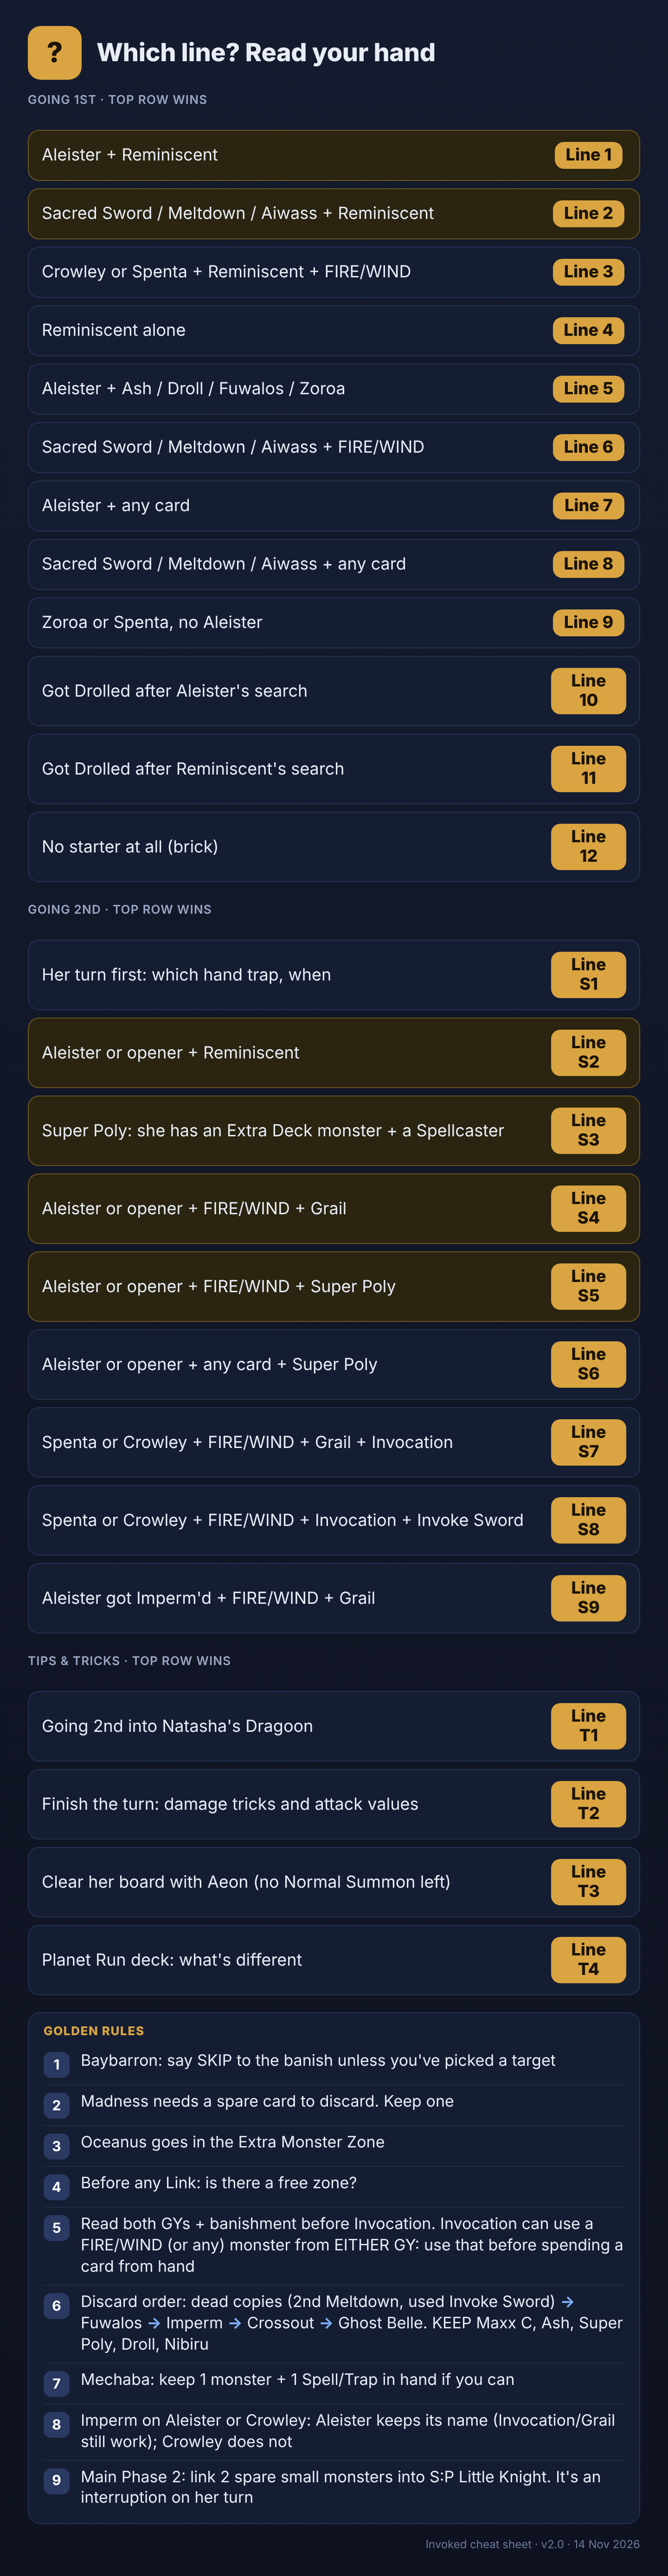 ?
Which line? Read your hand
GOING 1ST · TOP ROW WINS
Aleister + Reminiscent
Line 1
Sacred Sword / Meltdown / Aiwass + Reminiscent
Line 2
Crowley or Spenta + Reminiscent + FIRE/WIND
Line 3
Reminiscent alone
Line 4
Aleister + Ash / Droll / Fuwalos / Zoroa
Line 5
Sacred Sword / Meltdown / Aiwass + FIRE/WIND
Line 6
Aleister + any card
Line 7
Sacred Sword / Meltdown / Aiwass + any card
Line 8
Zoroa or Spenta, no Aleister
Line 9
Got Drolled after Aleister's search
Line
10
Got Drolled after Reminiscent's search
Line
11
No starter at all (brick)
Line
12
GOING 2ND · TOP ROW WINS
Her turn first: which hand trap, when
Line
S1
Aleister or opener + Reminiscent
Line
S2
Super Poly: she has an Extra Deck monster + a Spellcaster
Line
S3
Aleister or opener + FIRE/WIND + Grail
Line
S4
Aleister or opener + FIRE/WIND + Super Poly
Line
S5
Aleister or opener + any card + Super Poly
Line
S6
Spenta or Crowley + FIRE/WIND + Grail + Invocation
Line
S7
Spenta or Crowley + FIRE/WIND + Invocation + Invoke Sword
Line
S8
Aleister got Imperm'd + FIRE/WIND + Grail
Line
S9
TIPS & TRICKS · TOP ROW WINS
Going 2nd into Natasha's Dragoon
Line
T1
Finish the turn: damage tricks and attack values
Line
T2
Clear her board with Aeon (no Normal Summon left)
Line
T3
Planet Run deck: what's different
Line
T4
GOLDEN RULES
1 Baybarron: say SKIP to the banish unless you've picked a target
2 Madness needs a spare card to discard. Keep one
3 Oceanus goes in the Extra Monster Zone
4 Before any Link: is there a free zone?
5 Read both GYs + banishment before Invocation. Invocation can use a
FIRE/WIND (or any) monster from EITHER GY: use that before spending a
card from hand
6 Discard order: dead copies (2nd Meltdown, used Invoke Sword) →
Fuwalos → Imperm → Crossout → Ghost Belle. KEEP Maxx C, Ash, Super
Poly, Droll, Nibiru
7 Mechaba: keep 1 monster + 1 Spell/Trap in hand if you can
8 Imperm on Aleister or Crowley: Aleister keeps its name (Invocation/Grail
still work); Crowley does not
9 Main Phase 2: link 2 spare small monsters into S:P Little Knight. It's an
interruption on her turn
Invoked cheat sheet · v2.0 · 14 Nov 2026